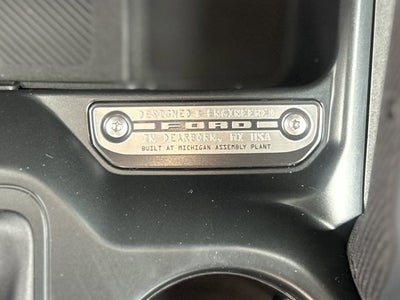 DESIGNED & ENGINEERED
FORD
IN DEARBORN, MI USA
BUILT AT MICHIGAN ASSEMBLY PLANT